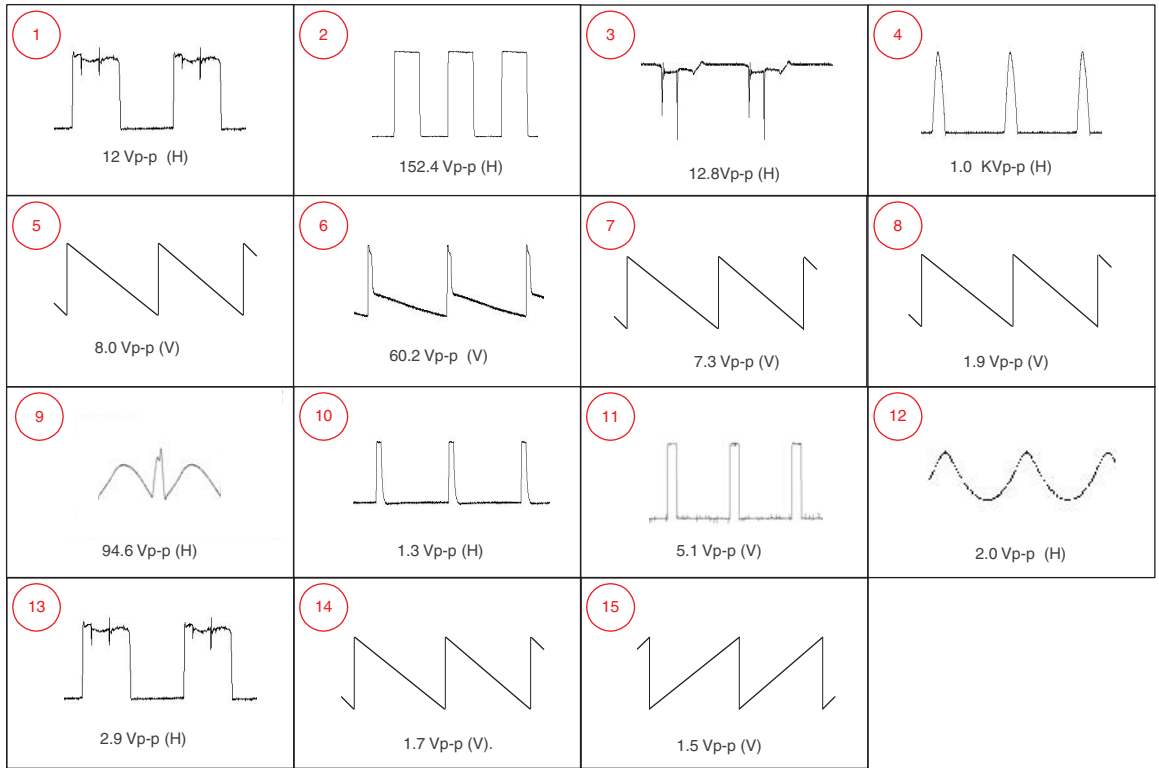 1
12 Vp-p (H)
2
152.4 Vp-p (H)
3
12.8Vp-p (H)
4
1.0 KVp-p (H)
5
8.0 Vp-p (V)
6
60.2 Vp-p (V)
7
7.3 Vp-p (V)
8
1.9 Vp-p (V)
9
94.6 Vp-p (H)
10
1.3 Vp-p (H)
11
5.1 Vp-p (V)
12
2.0 Vp-p (H)
13
2.9 Vp-p (H)
14
1.7 Vp-p (V).
15
1.5 Vp-p (V)